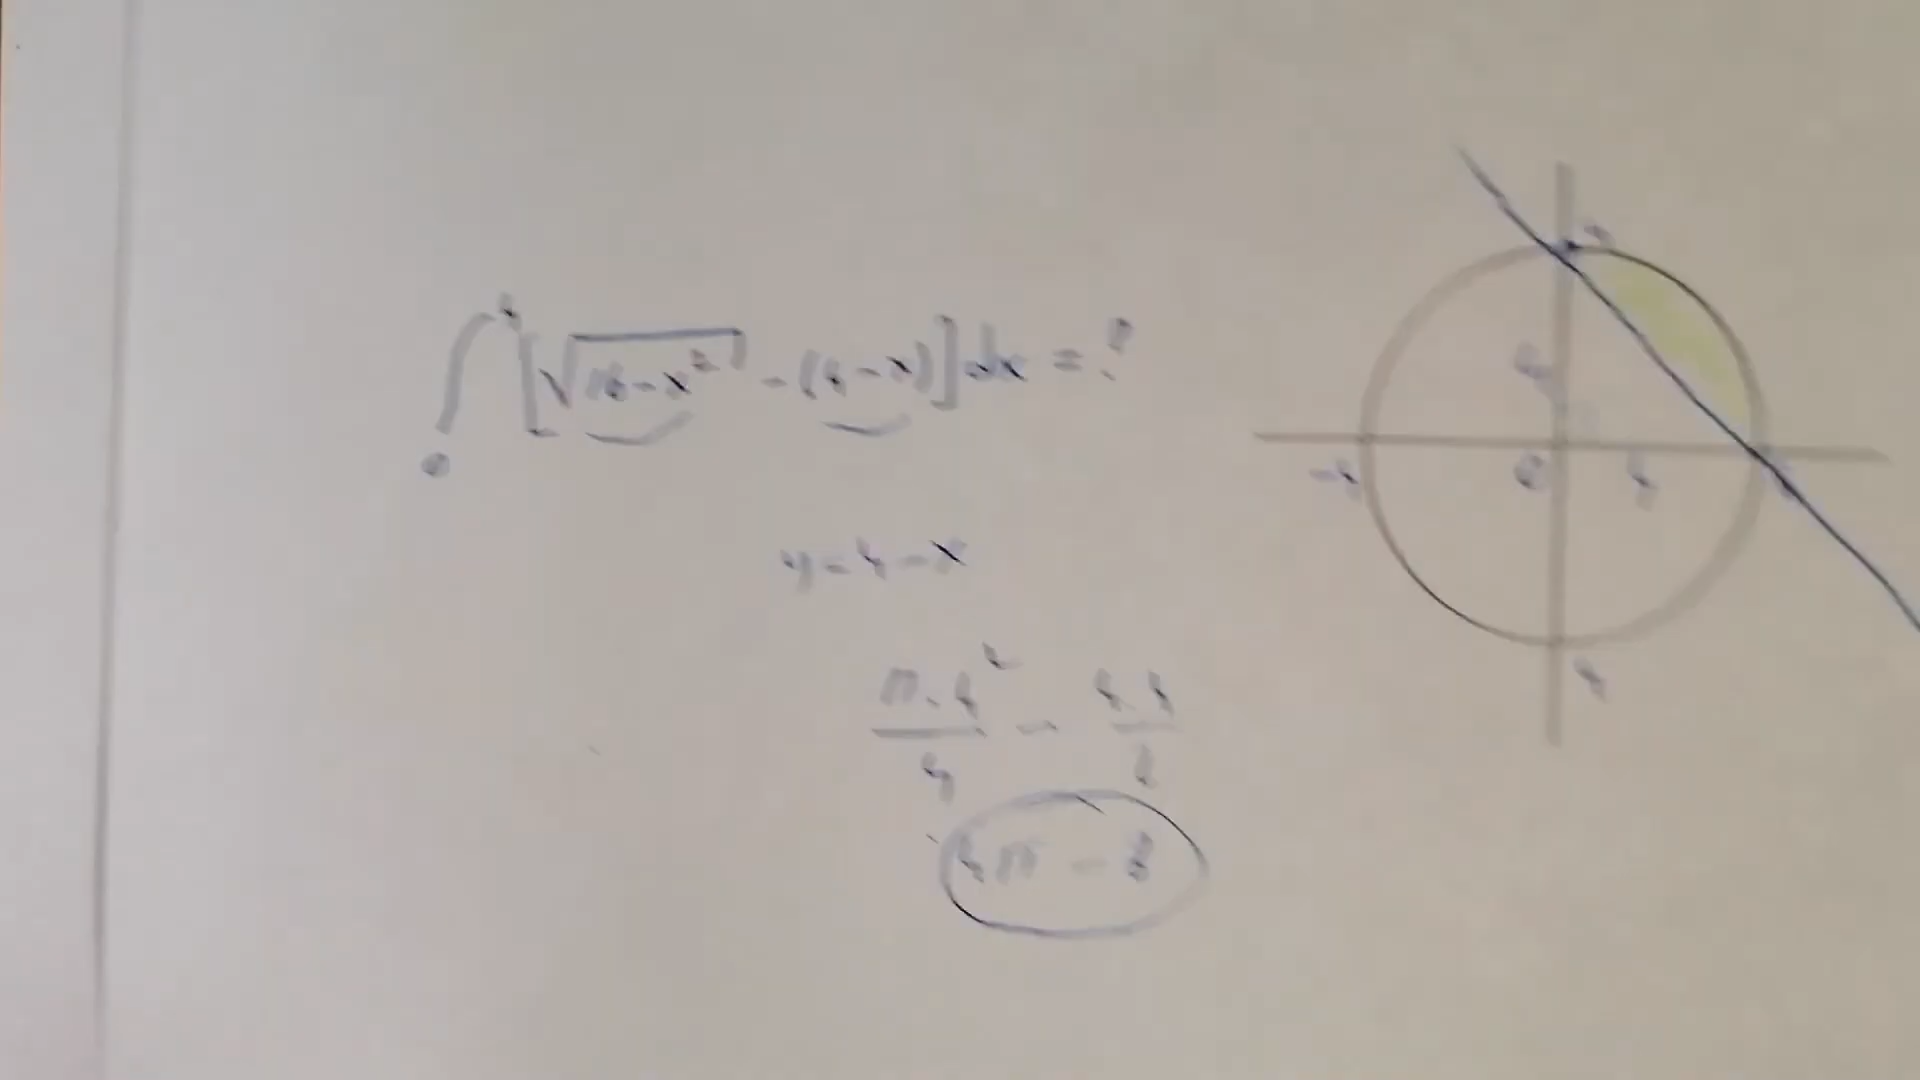 ∫₀⁴ [√(16-x²) - (4-x)] dx = ?
y = 4 - x
π.4²/4 - 4.4/2
4π - 8
4
4
-4
0
4
4